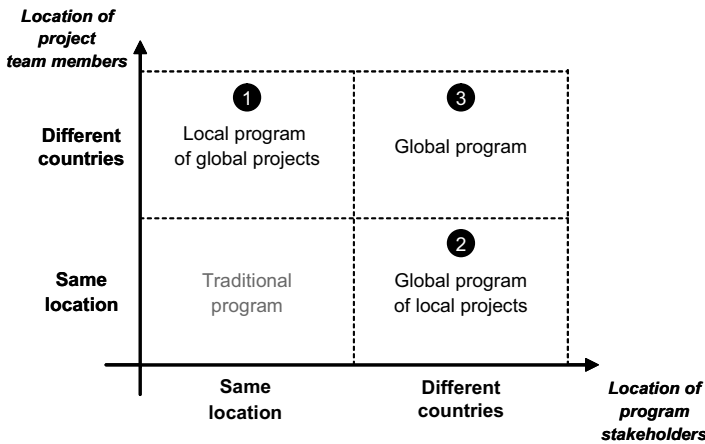 Location of
project
team members
1
3
Different
countries
Local program
of global projects
Global program
2
Same
location
Traditional
program
Global program
of local projects
Same
location
Different
countries
Location of
program
stakeholders